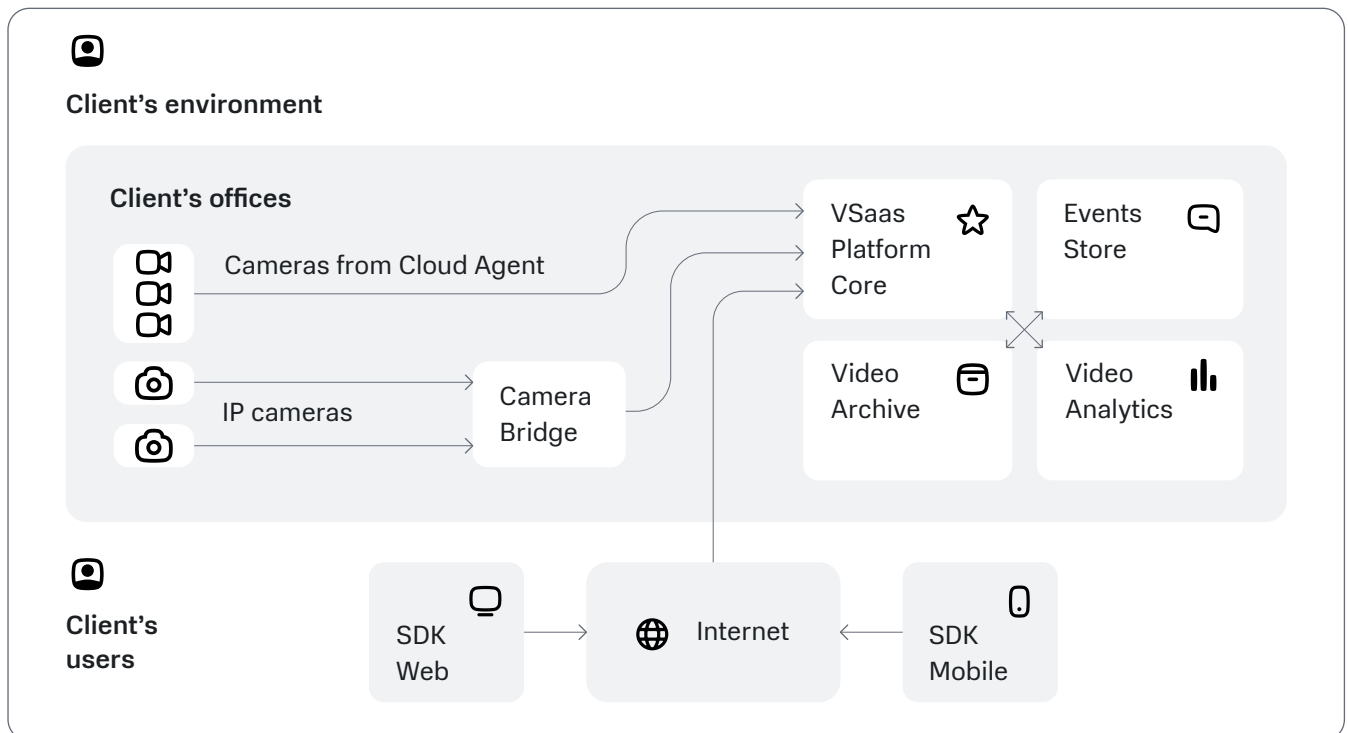 Client’s environment
Client’s offices
Cameras from Cloud Agent
IP cameras
Camera
Bridge
VSaas
Platform
Core
Events
Store
Video
Archive
Video
Analytics
Client’s
users
SDK
Web
Internet
SDK
Mobile